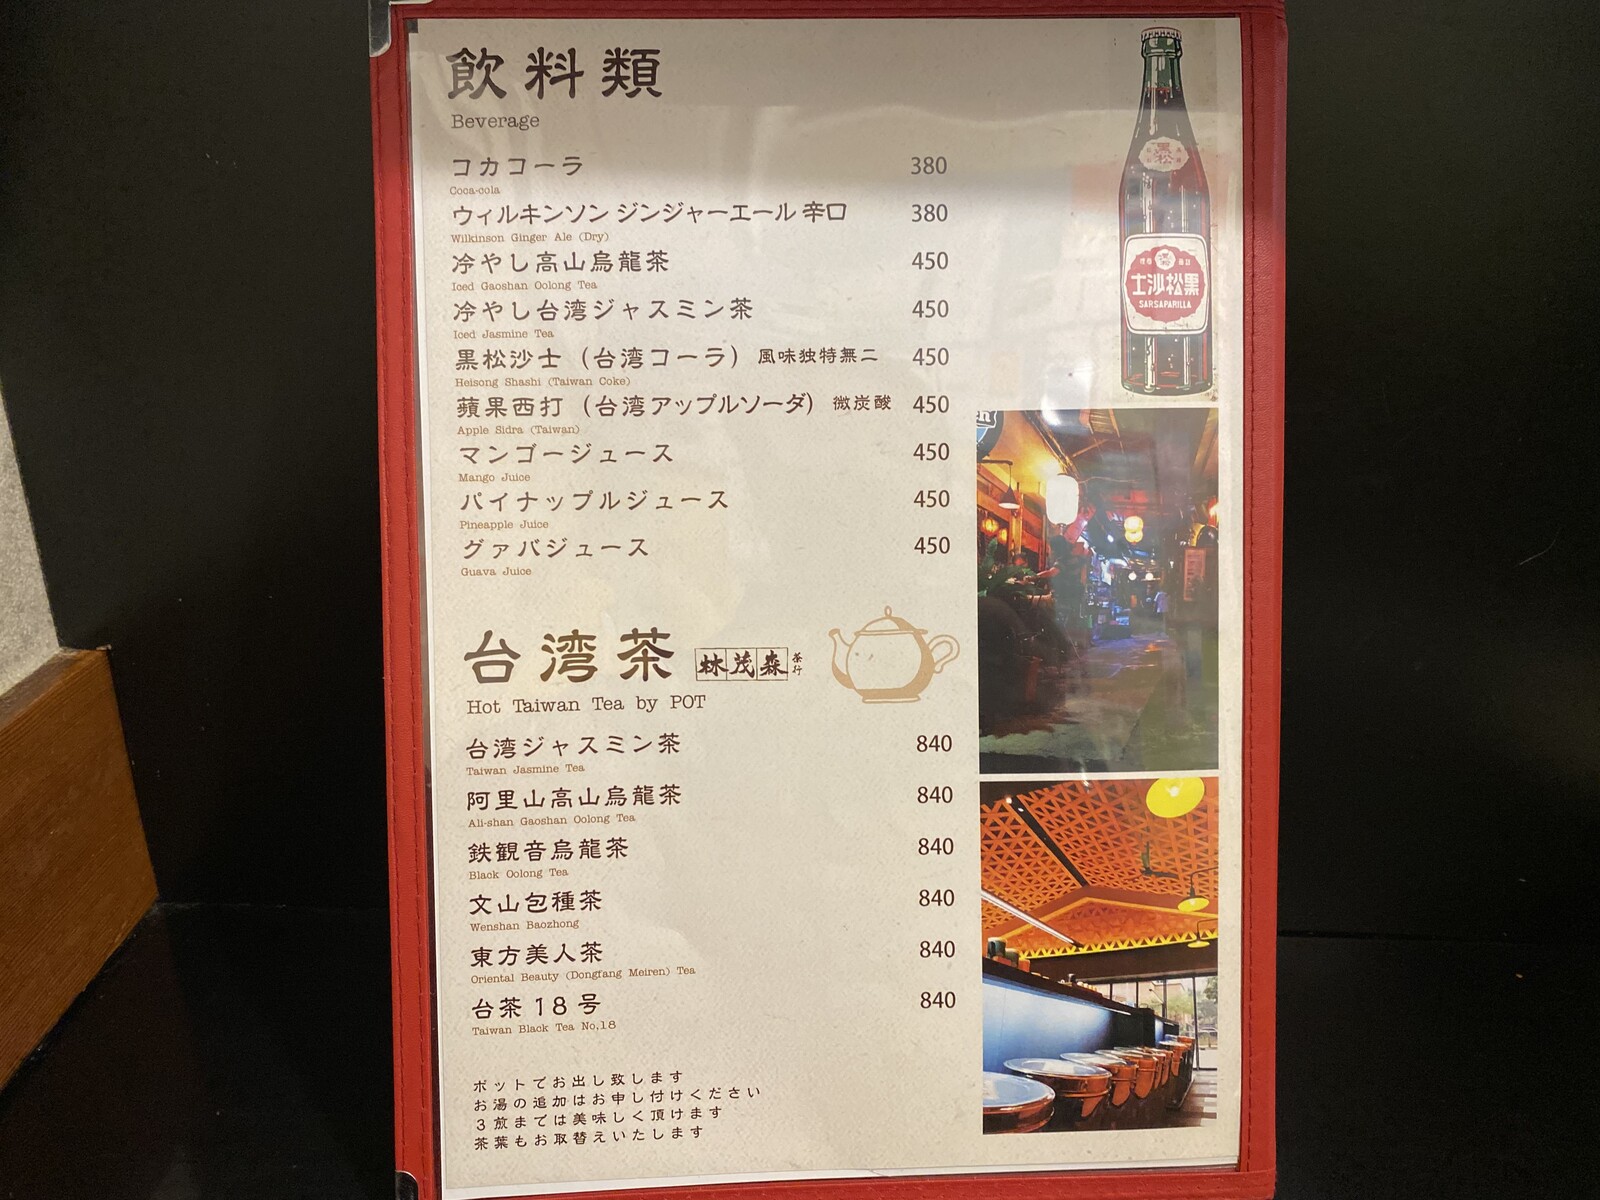 飲料類
Beverage
コカコーラ 380
Coca-cola
ウィルキンソン ジンジャーエール 辛口 380
Wilkinson Ginger Ale (Dry)
冷やし高山烏龍茶 450
Iced Gaoshan Oolong Tea
冷やし台湾ジャスミン茶 450
Iced Jasmine Tea
黒松沙士（台湾コーラ） 風味独特無二 450
Heisong Shashi (Taiwan Coke)
蘋果西打（台湾アップルソーダ） 微炭酸 450
Apple Sidra (Taiwan)
マンゴージュース 450
Mango Juice
パイナップルジュース 450
Pineapple Juice
グァバジュース 450
Guava Juice
台湾茶 林茂森 茶行
Hot Taiwan Tea by POT
台湾ジャスミン茶 840
Taiwan Jasmine Tea
阿里山高山烏龍茶 840
Ali-shan Gaoshan Oolong Tea
鉄観音烏龍茶 840
Black Oolong Tea
文山包種茶 840
Wenshan Baozhong
東方美人茶 840
Oriental Beauty (Dongfang Meiren) Tea
台茶18号 840
Taiwan Black Tea No,18
ポットでお出し致します
お湯の追加はお申し付けください
３煎までは美味しく頂けます
茶葉もお取替えいたします
黒松
士沙松黒
SARSAPARILLA